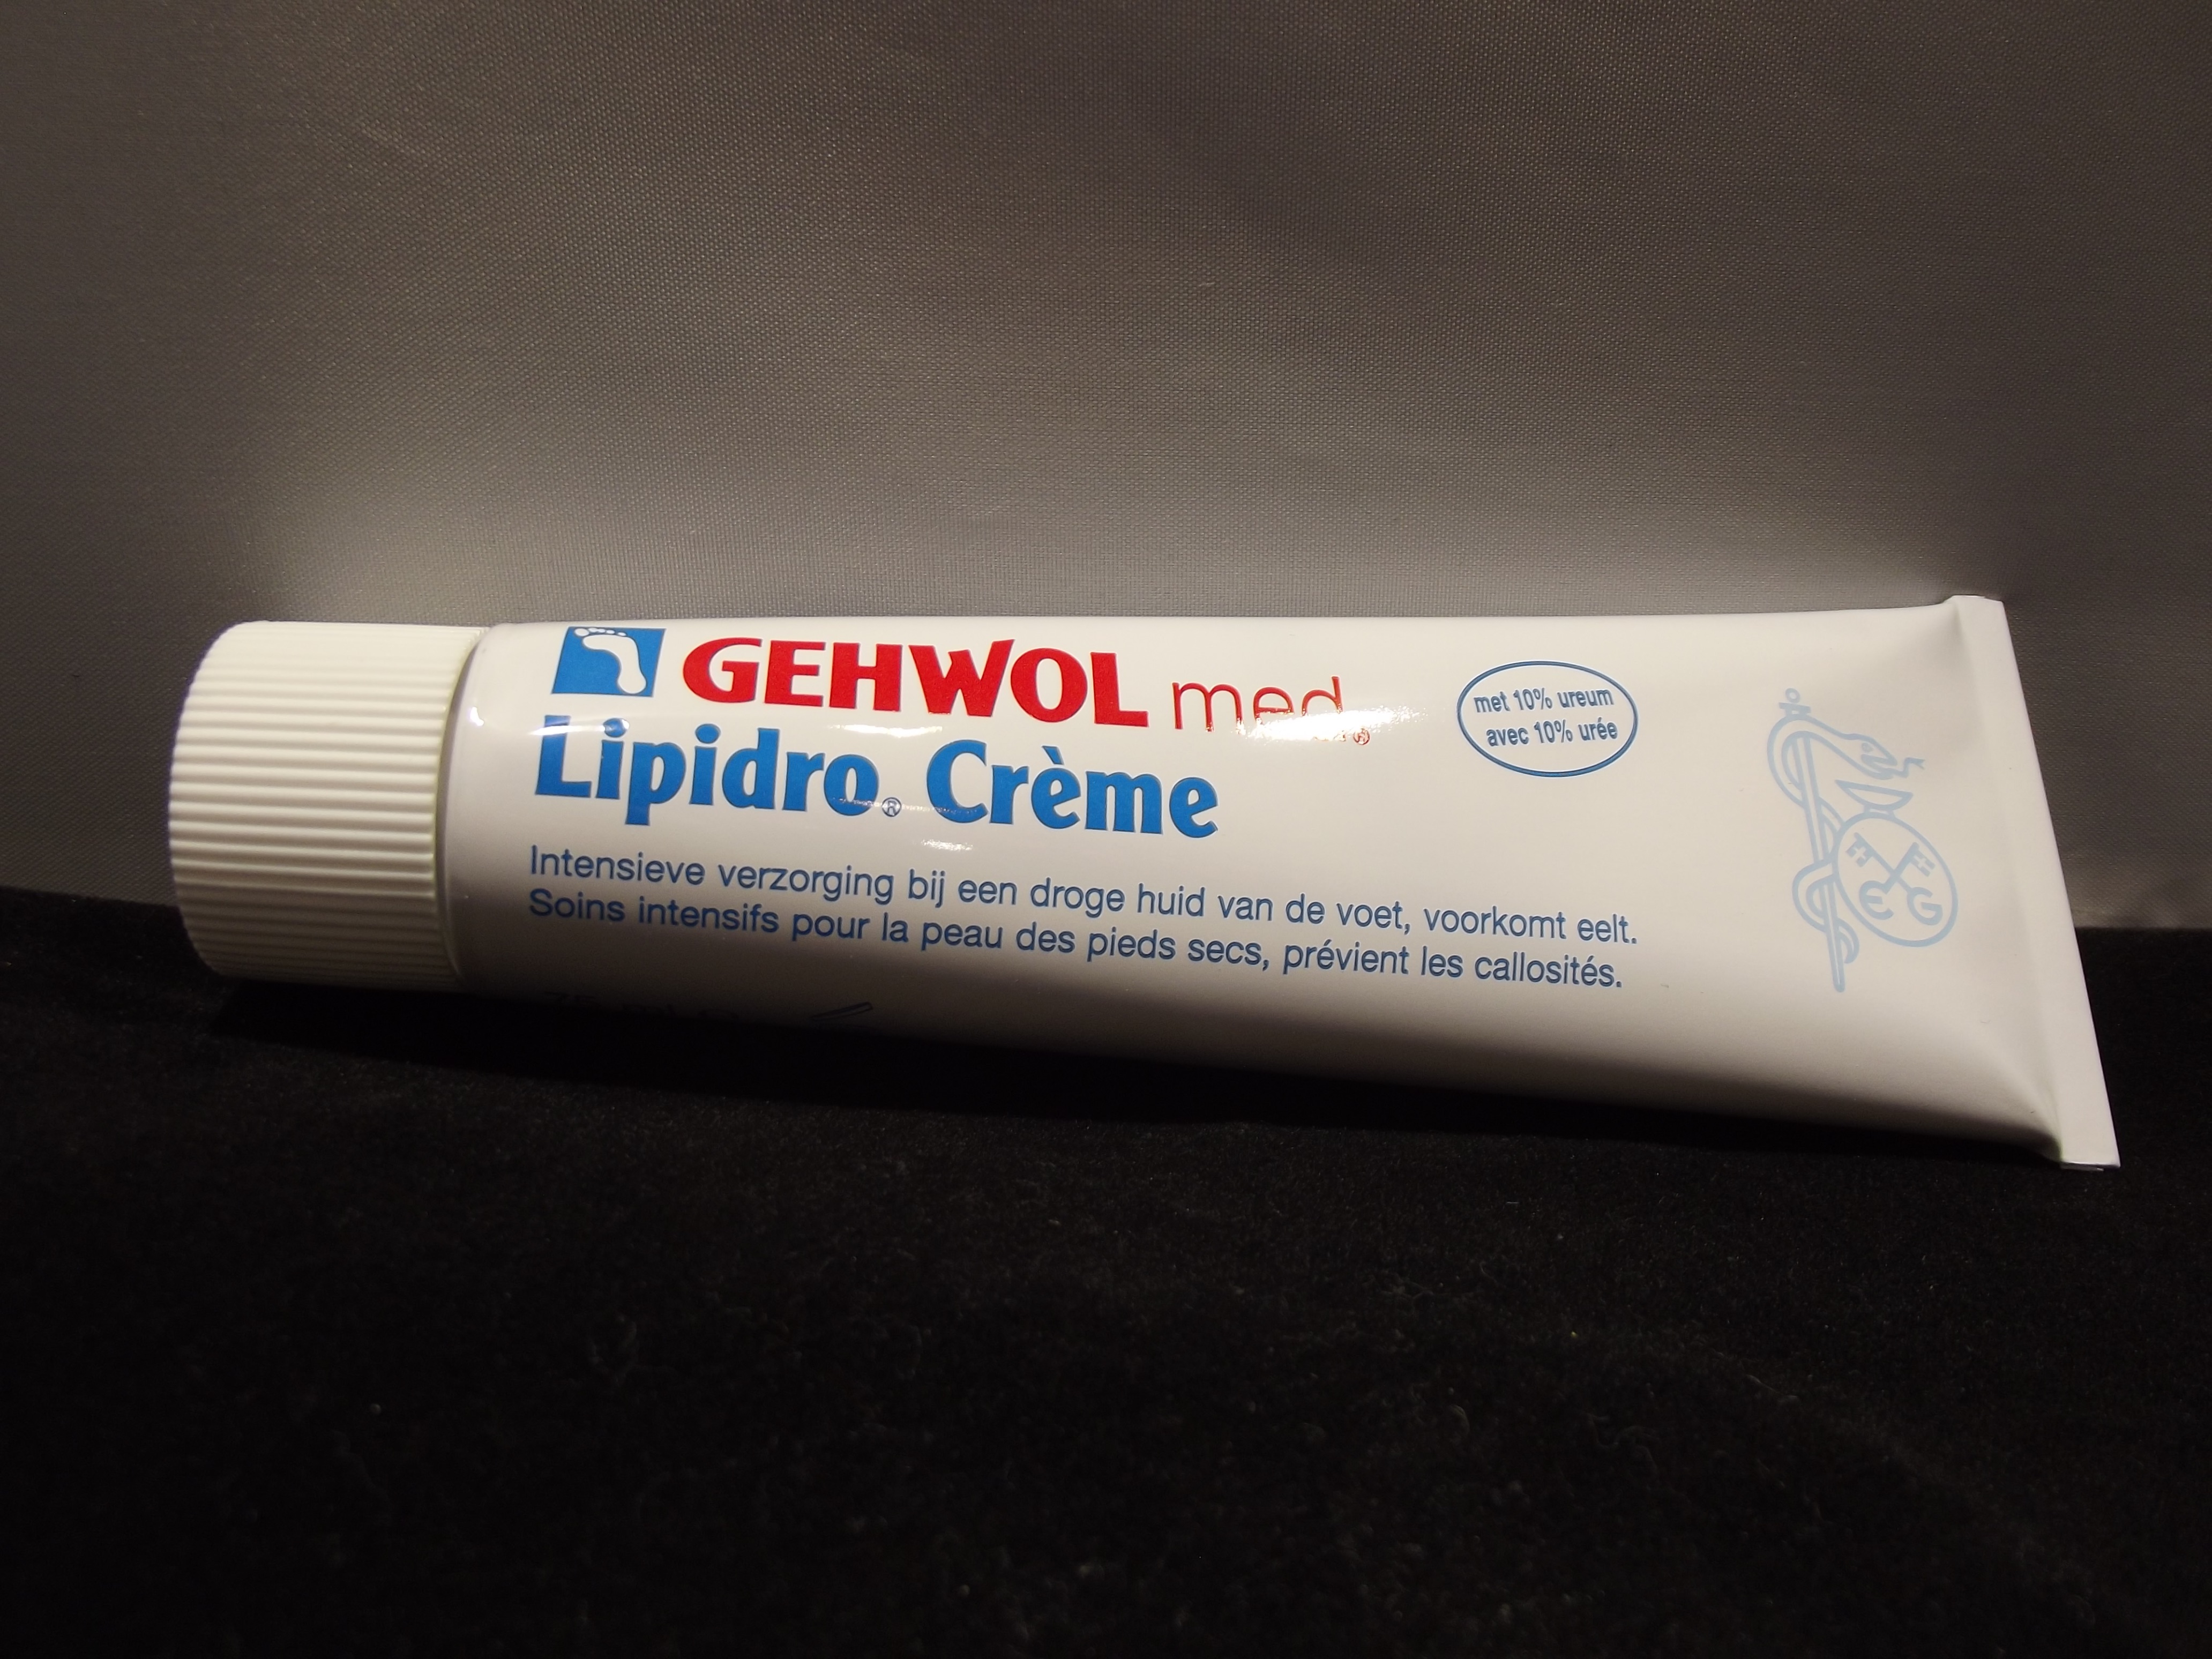 GEHWOL med®
Lipidro® Crème
met 10% ureum
avec 10% urée
Intensieve verzorging bij een droge huid van de voet, voorkomt eelt.
Soins intensifs pour la peau des pieds secs, prévient les callosités.
E G